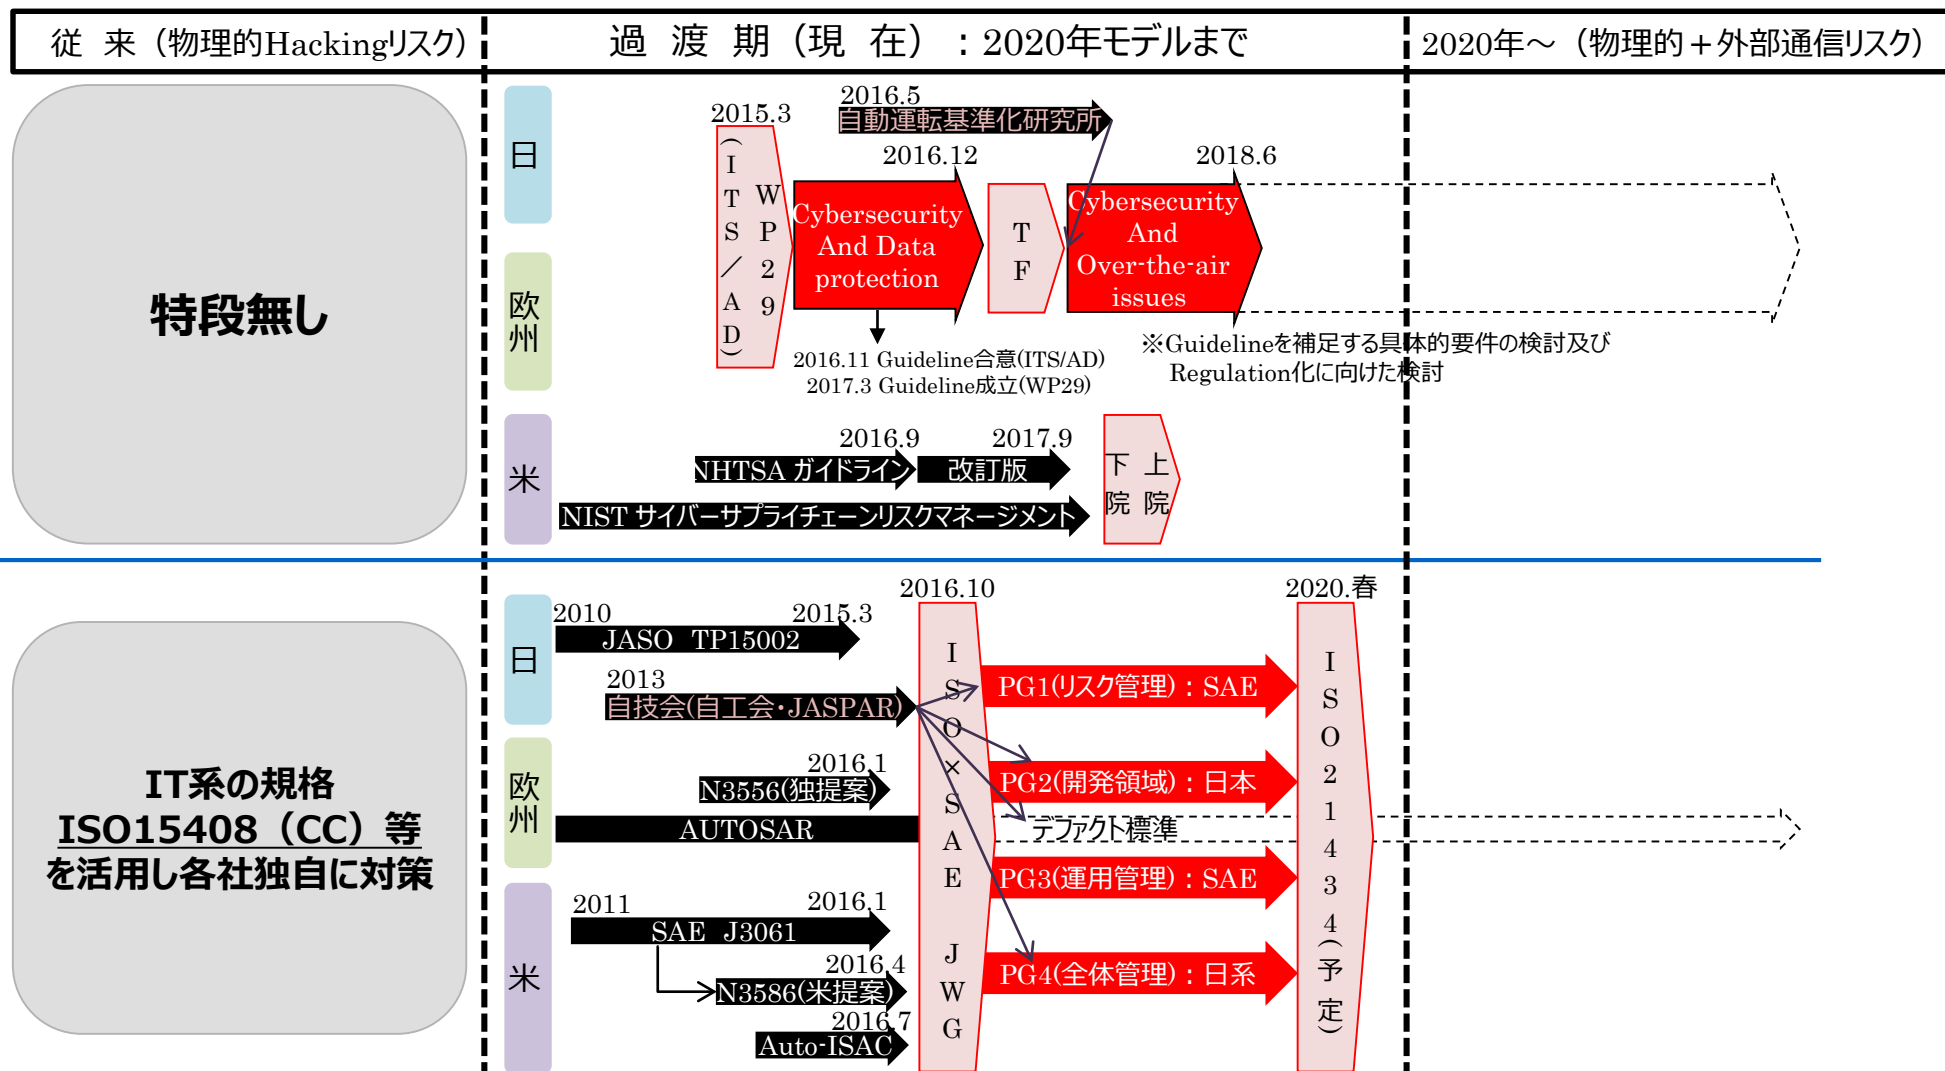 従 来（物理的Hackingリスク）
過 渡 期（現 在）：2020年モデルまで
2020年～（物理的＋外部通信リスク）
特段無し
日
欧州
米
2015.3
WP29
(ITS／AD)
2016.5
自動運転基準化研究所
2016.12
Cybersecurity
And Data
protection
TF
2018.6
Cybersecurity
And
Over-the-air
issues
2016.11 Guideline合意(ITS/AD)
2017.3 Guideline成立(WP29)
※Guidelineを補足する具体的要件の検討及び
Regulation化に向けた検討
2016.9
NHTSA ガイドライン
2017.9
改訂版
NIST サイバーサプライチェーンリスクマネージメント
上院
下院
IT系の規格
ISO15408（CC）等
を活用し各社独自に対策
日
欧州
米
2010
2015.3
JASO TP15002
2013
自技会(自工会・JASPAR)
2016.1
N3556(独提案)
AUTOSAR
2011
2016.1
SAE J3061
2016.4
N3586(米提案)
2016.7
Auto-ISAC
2016.10
ISO×SAE JWG
PG1(リスク管理)：SAE
PG2(開発領域)：日本
デファクト標準
PG3(運用管理)：SAE
PG4(全体管理)：日系
2020.春
ISO21434(予定)